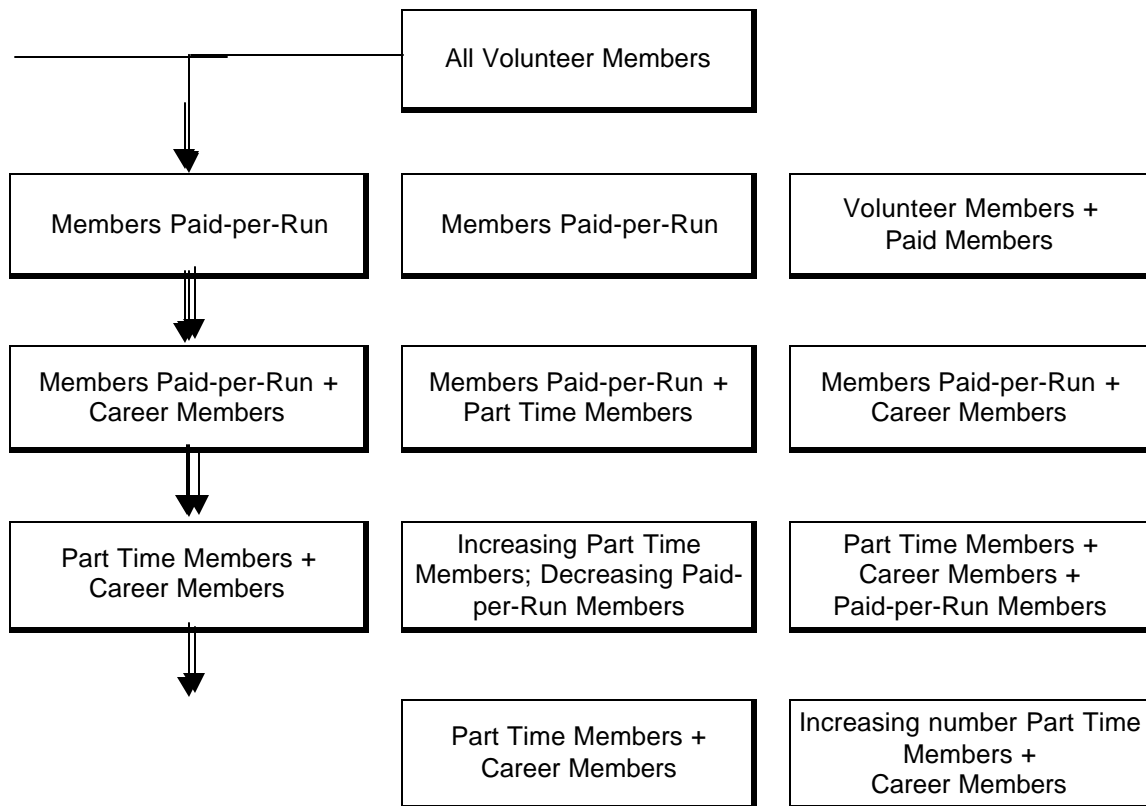 All Volunteer Members
Members Paid-per-Run
Members Paid-per-Run
Volunteer Members +
Paid Members
Members Paid-per-Run +
Career Members
Members Paid-per-Run +
Part Time Members
Members Paid-per-Run +
Career Members
Part Time Members +
Career Members
Increasing Part Time
Members; Decreasing Paid-
per-Run Members
Part Time Members +
Career Members +
Paid-per-Run Members
Part Time Members +
Career Members
Increasing number Part Time
Members +
Career Members